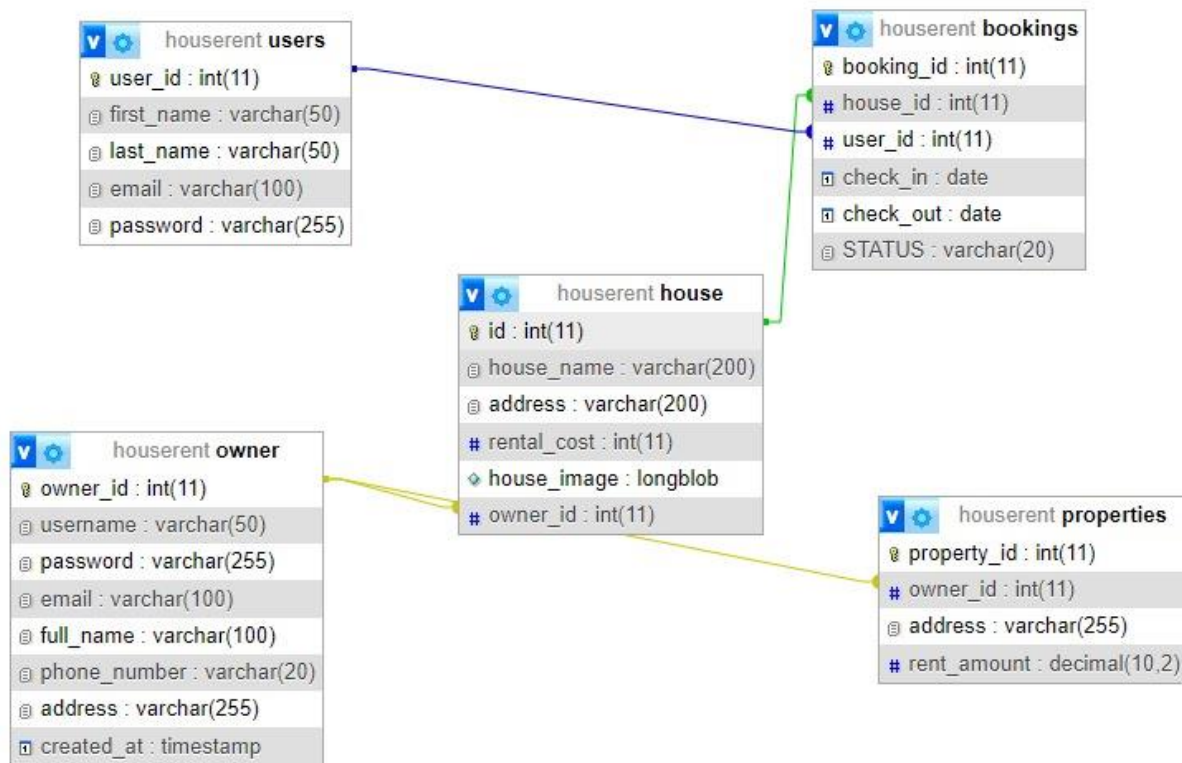 v houserent users
user_id : int(11)
first_name : varchar(50)
last_name : varchar(50)
email : varchar(100)
password : varchar(255)
v houserent bookings
booking_id : int(11)
# house_id : int(11)
# user_id : int(11)
check_in : date
check_out : date
STATUS : varchar(20)
v houserent house
id : int(11)
house_name : varchar(200)
address : varchar(200)
# rental_cost : int(11)
house_image : longblob
# owner_id : int(11)
v houserent owner
owner_id : int(11)
username : varchar(50)
password : varchar(255)
email : varchar(100)
full_name : varchar(100)
phone_number : varchar(20)
address : varchar(255)
created_at : timestamp
v houserent properties
property_id : int(11)
# owner_id : int(11)
address : varchar(255)
# rent_amount : decimal(10,2)